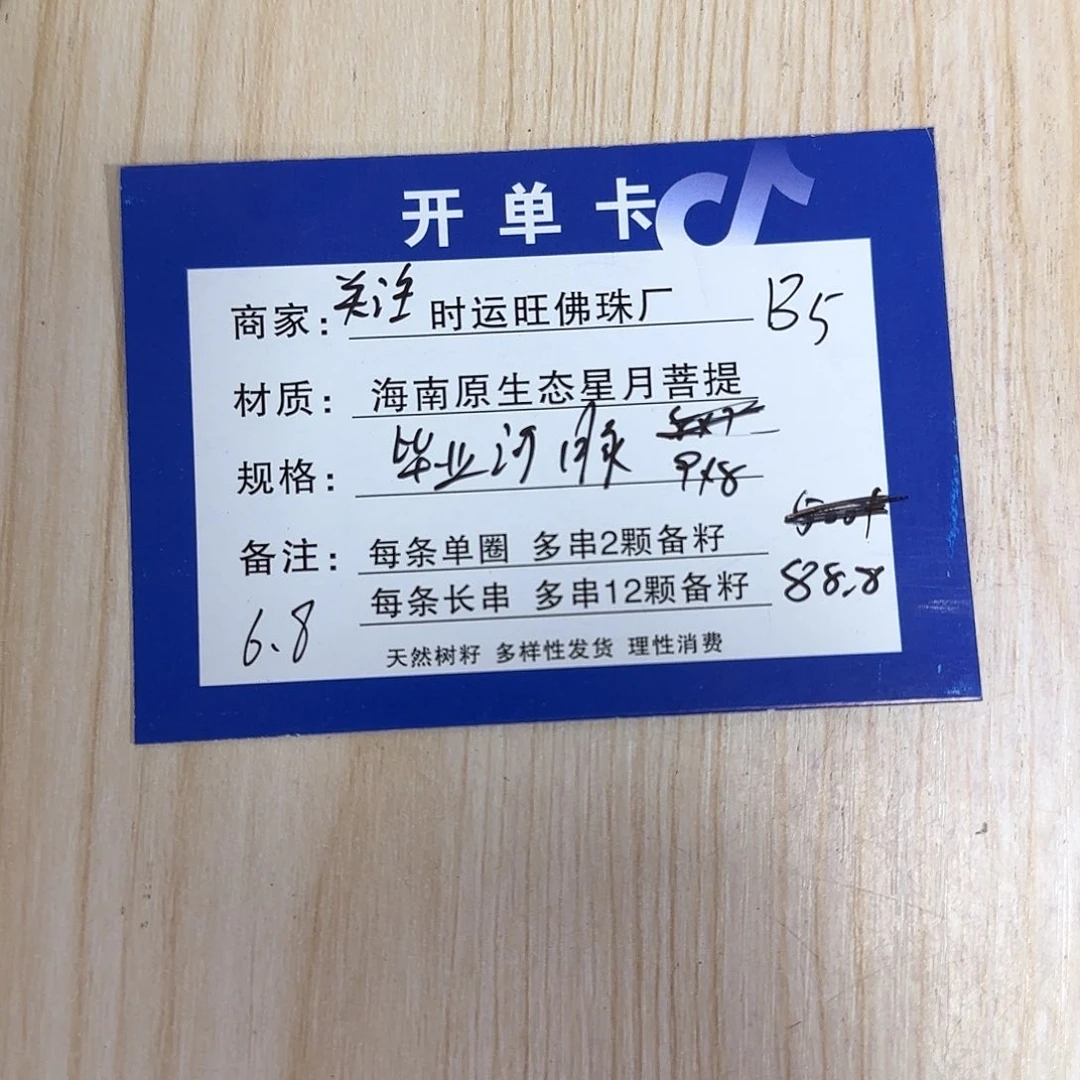 开单卡
商家:关注 时运旺佛珠厂 B5
材质:海南原生态星月菩提
规格:毕业河脉 9x8
备注:每条单圈 多串2颗备籽
每条长串 多串12颗备籽 88.8
6.8
天然树籽 多样性发货 理性消费